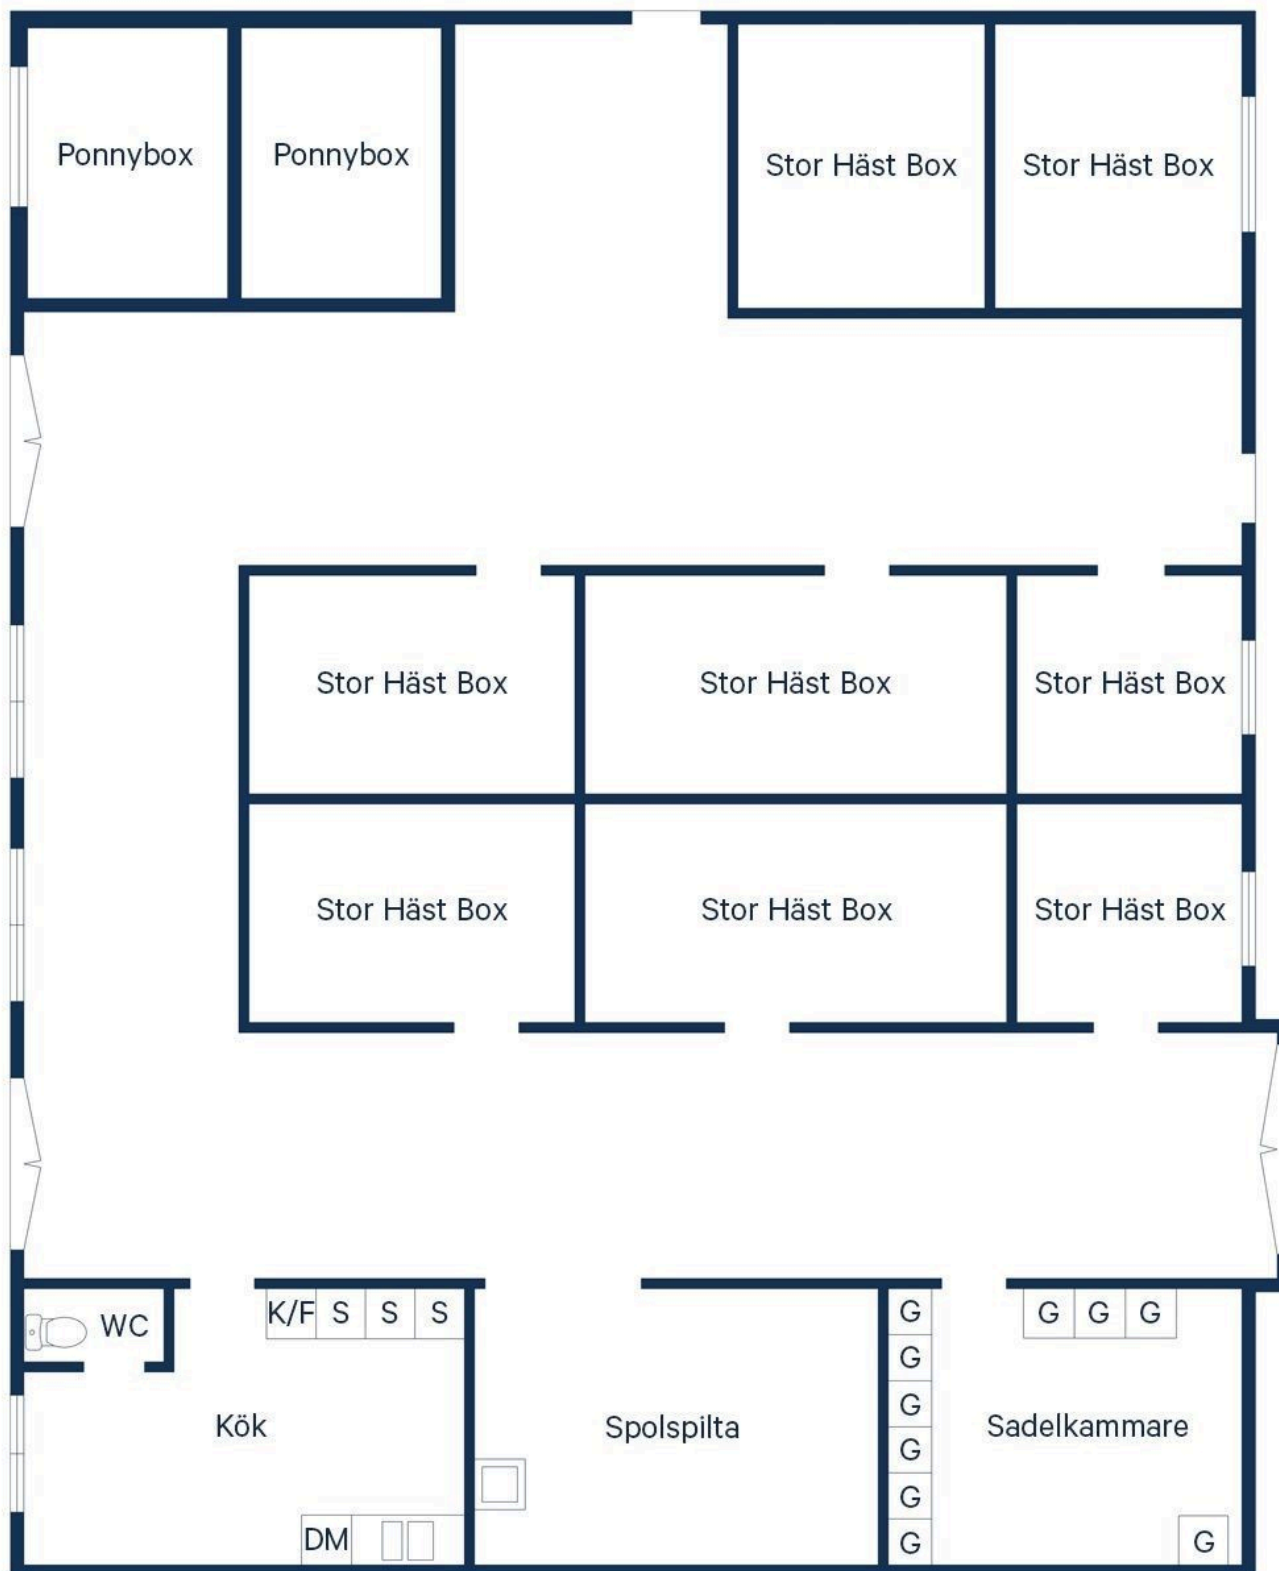 Ponnybox
Ponnybox
Stor Häst Box
Stor Häst Box
Stor Häst Box
Stor Häst Box
Stor Häst Box
Stor Häst Box
Stor Häst Box
Stor Häst Box
WC
K/F
S
S
S
G
G
G
G
G
G
G
G
G
Kök
Spolspilta
Sadelkammare
DM
G